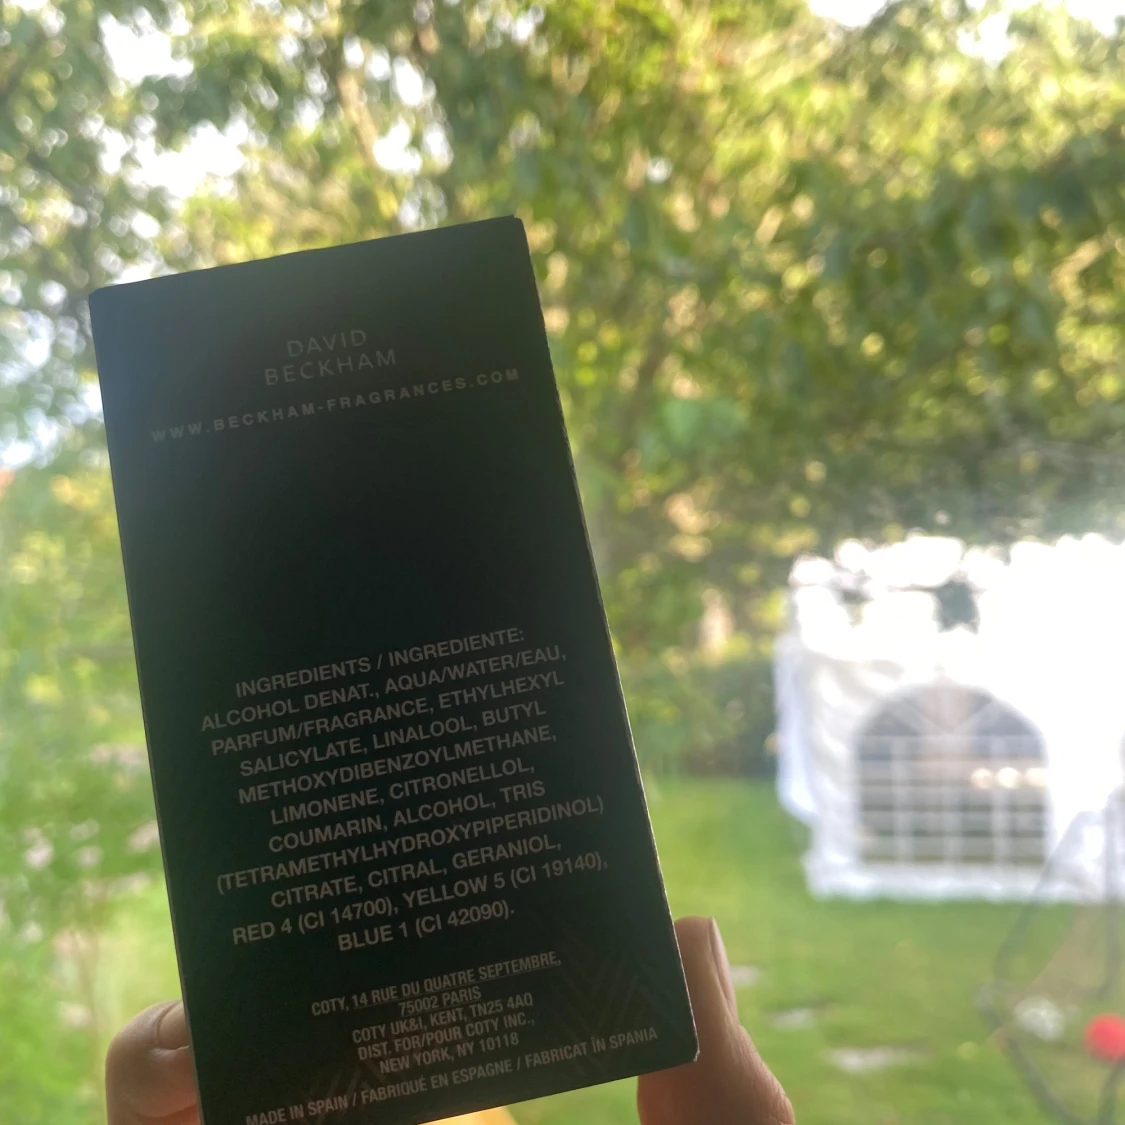 DAVID
BECKHAM
WWW.BECKHAM-FRAGRANCES.COM
INGREDIENTS / INGREDIENTE:
ALCOHOL DENAT., AQUA/WATER/EAU,
PARFUM/FRAGRANCE, ETHYLHEXYL
SALICYLATE, LINALOOL, BUTYL
METHOXYDIBENZOYLMETHANE,
LIMONENE, CITRONELLOL,
COUMARIN, ALCOHOL, TRIS
(TETRAMETHYLHYDROXYPIPERIDINOL)
CITRATE, CITRAL, GERANIOL,
RED 4 (CI 14700), YELLOW 5 (CI 19140),
BLUE 1 (CI 42090).
COTY, 14 RUE DU QUATRE SEPTEMBRE,
75002 PARIS
COTY UK&I, KENT, TN25 4AQ
DIST. FOR/POUR COTY INC.,
NEW YORK, NY 10118
MADE IN SPAIN / FABRIQUÉ EN ESPAGNE / FABRICAT ÎN SPANIA